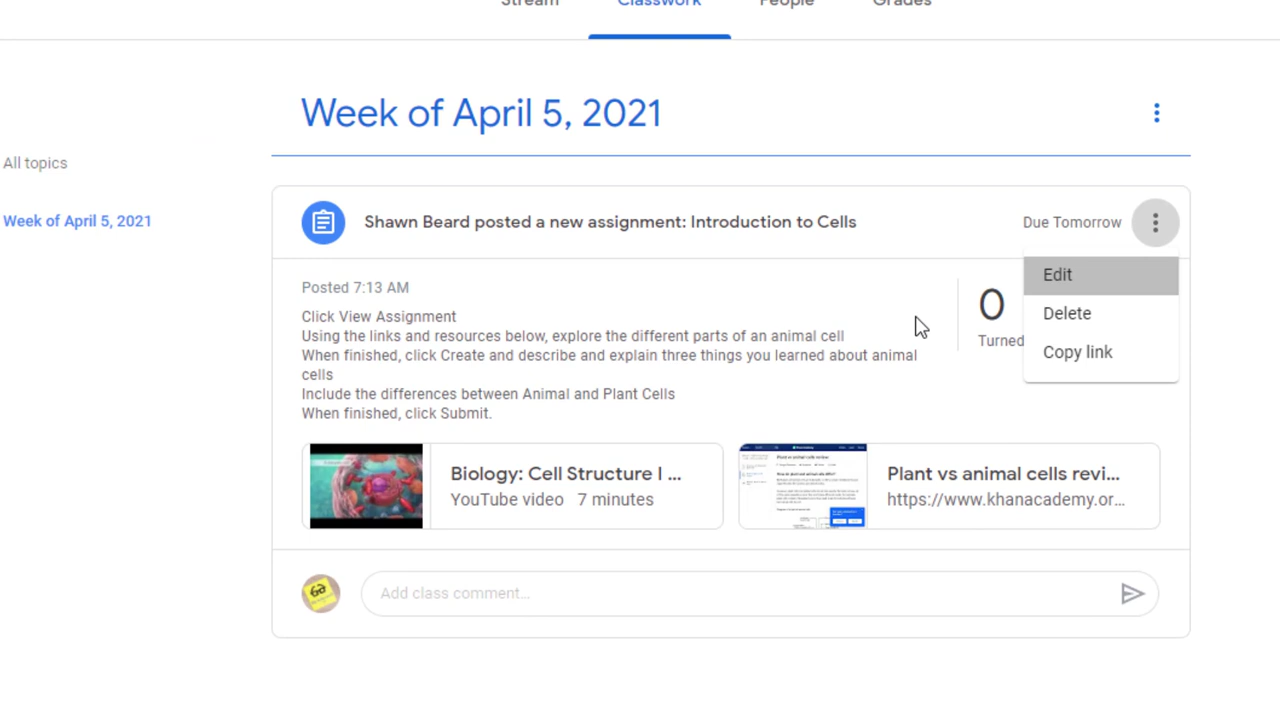 Stream Classwork People Grades
Week of April 5, 2021
All topics
Week of April 5, 2021
Shawn Beard posted a new assignment: Introduction to Cells
Due Tomorrow
Edit
Delete
Copy link
Posted 7:13 AM
Click View Assignment
Using the links and resources below, explore the different parts of an animal cell
When finished, click Create and describe and explain three things you learned about animal
cells
Include the differences between Animal and Plant Cells
When finished, click Submit.
0
Turned
Biology: Cell Structure I ...
YouTube video 7 minutes
Plant vs animal cells revi...
https://www.khanacademy.or...
Add class comment...